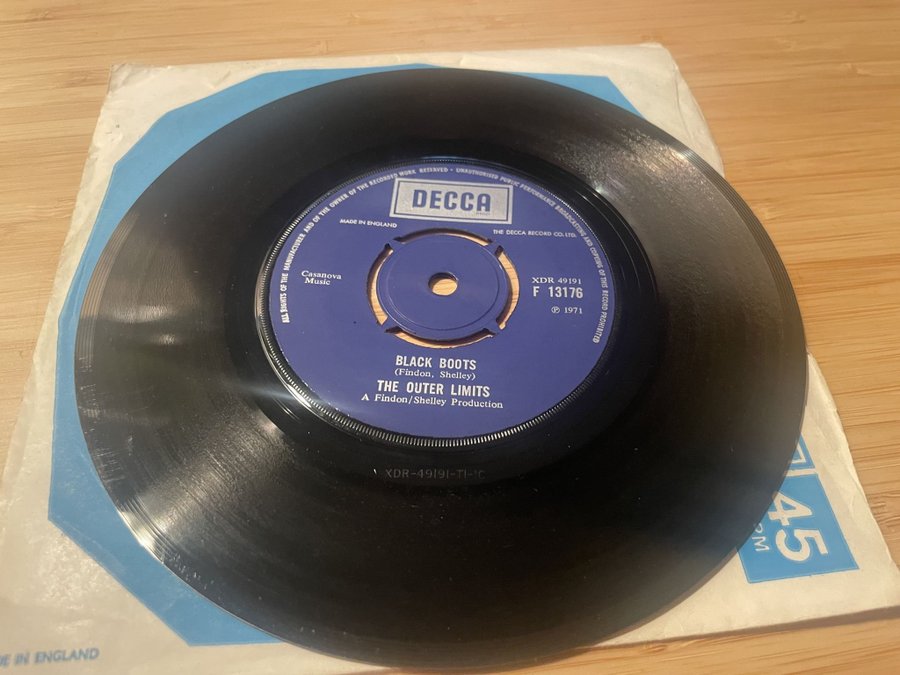 ALL RIGHTS OF THE MANUFACTURER AND OF THE OWNER OF THE RECORDED WORK RESERVED • UNAUTHORISED PUBLIC PERFORMANCE BROADCASTING AND COPYING OF THIS RECORD PROHIBITED
DECCA
MADE IN ENGLAND
THE DECCA RECORD CO. LTD.
Casanova
Music
XDR 49191
F 13176
℗ 1971
BLACK BOOTS
(Findon, Shelley)
THE OUTER LIMITS
A Findon/Shelley Production
XDR-49191-T1-1C
45
RPM
DE IN ENGLAND